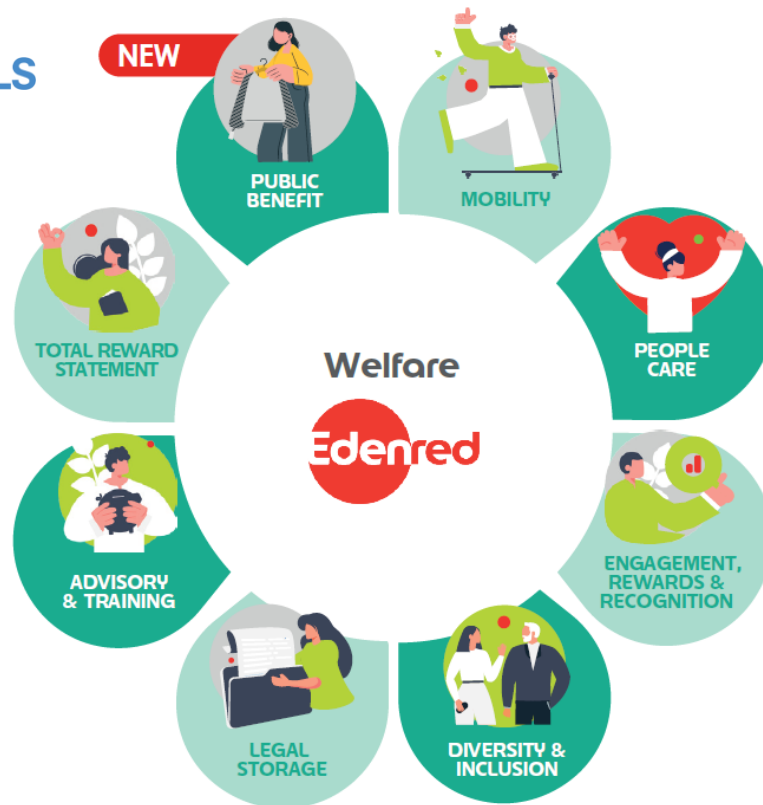 LS
NEW
PUBLIC
BENEFIT
MOBILITY
TOTAL REWARD
STATEMENT
PEOPLE
CARE
Welfare
Edenred
ADVISORY
& TRAINING
ENGAGEMENT,
REWARDS &
RECOGNITION
LEGAL
STORAGE
DIVERSITY &
INCLUSION